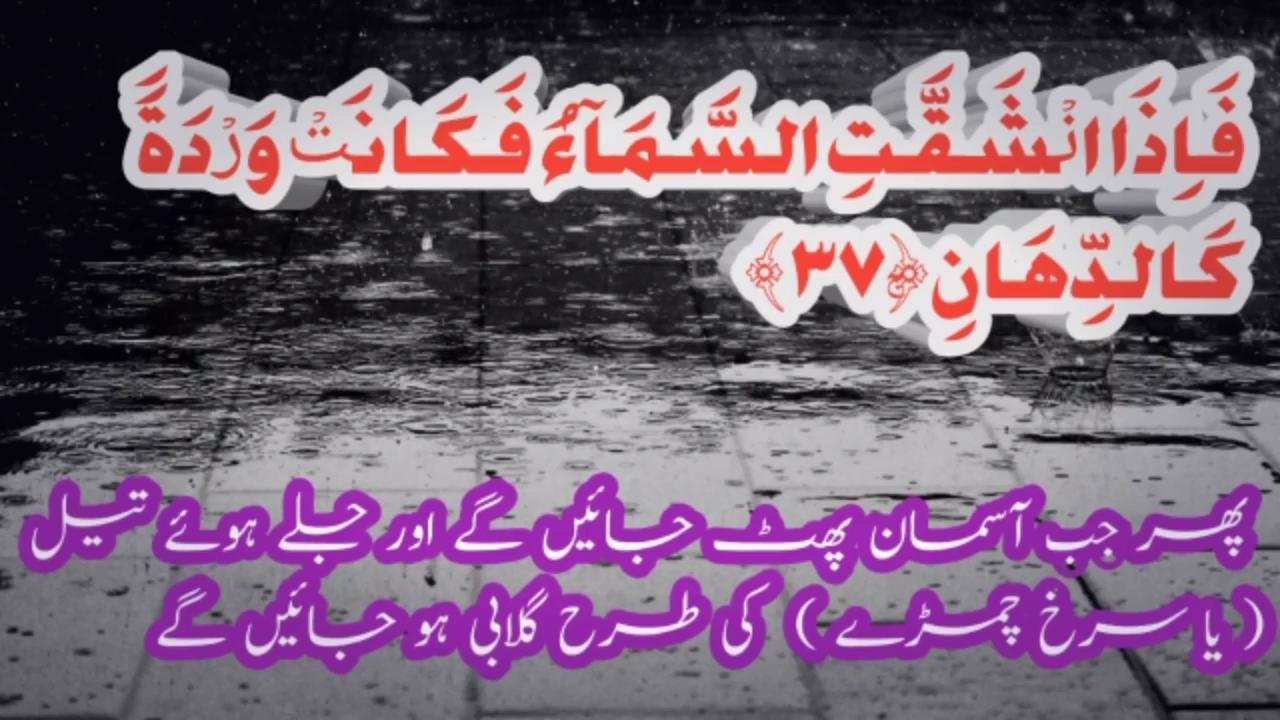 فَاِذَا انْشَقَّتِ السَّمَآءُ فَكَانَتْ وَرْدَةً
كَالدِّهَانِ ﴿۳۷﴾
پھر جب آسمان پھٹ جائیں گے اور جلے ہوئے تیل
(یا سرخ چمڑے) کی طرح گلابی ہو جائیں گے